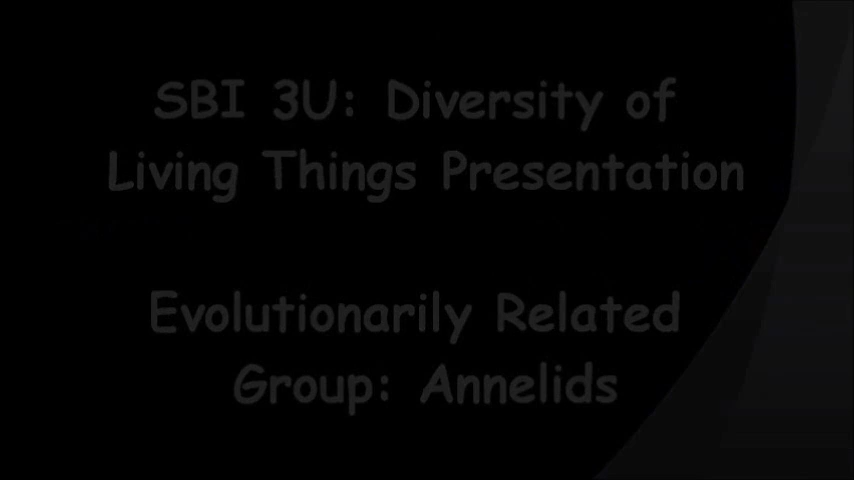 SBI 3U: Diversity of
Living Things Presentation
Evolutionarily Related
Group: Annelids